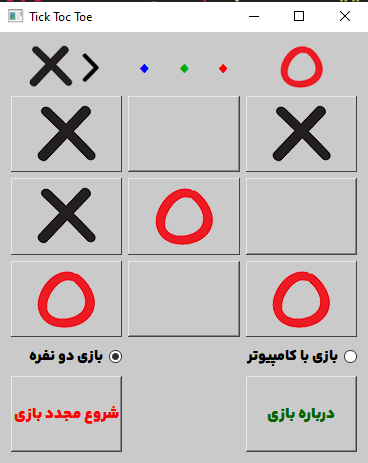 Tick Toc Toe
بازی با کامپیوتر
بازی دو نفره
درباره بازی
شروع مجدد بازی